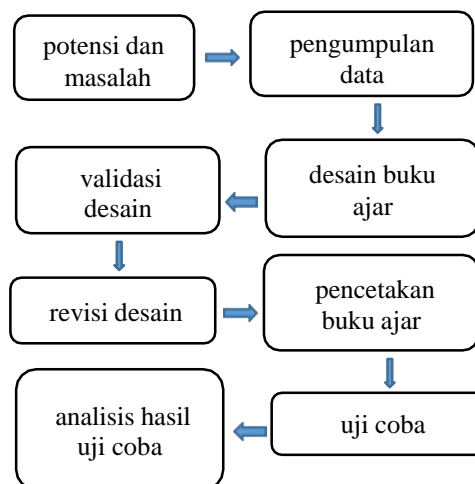 potensi dan
masalah
pengumpulan
data
desain buku
ajar
validasi
desain
revisi desain
pencetakan
buku ajar
uji coba
analisis hasil
uji coba